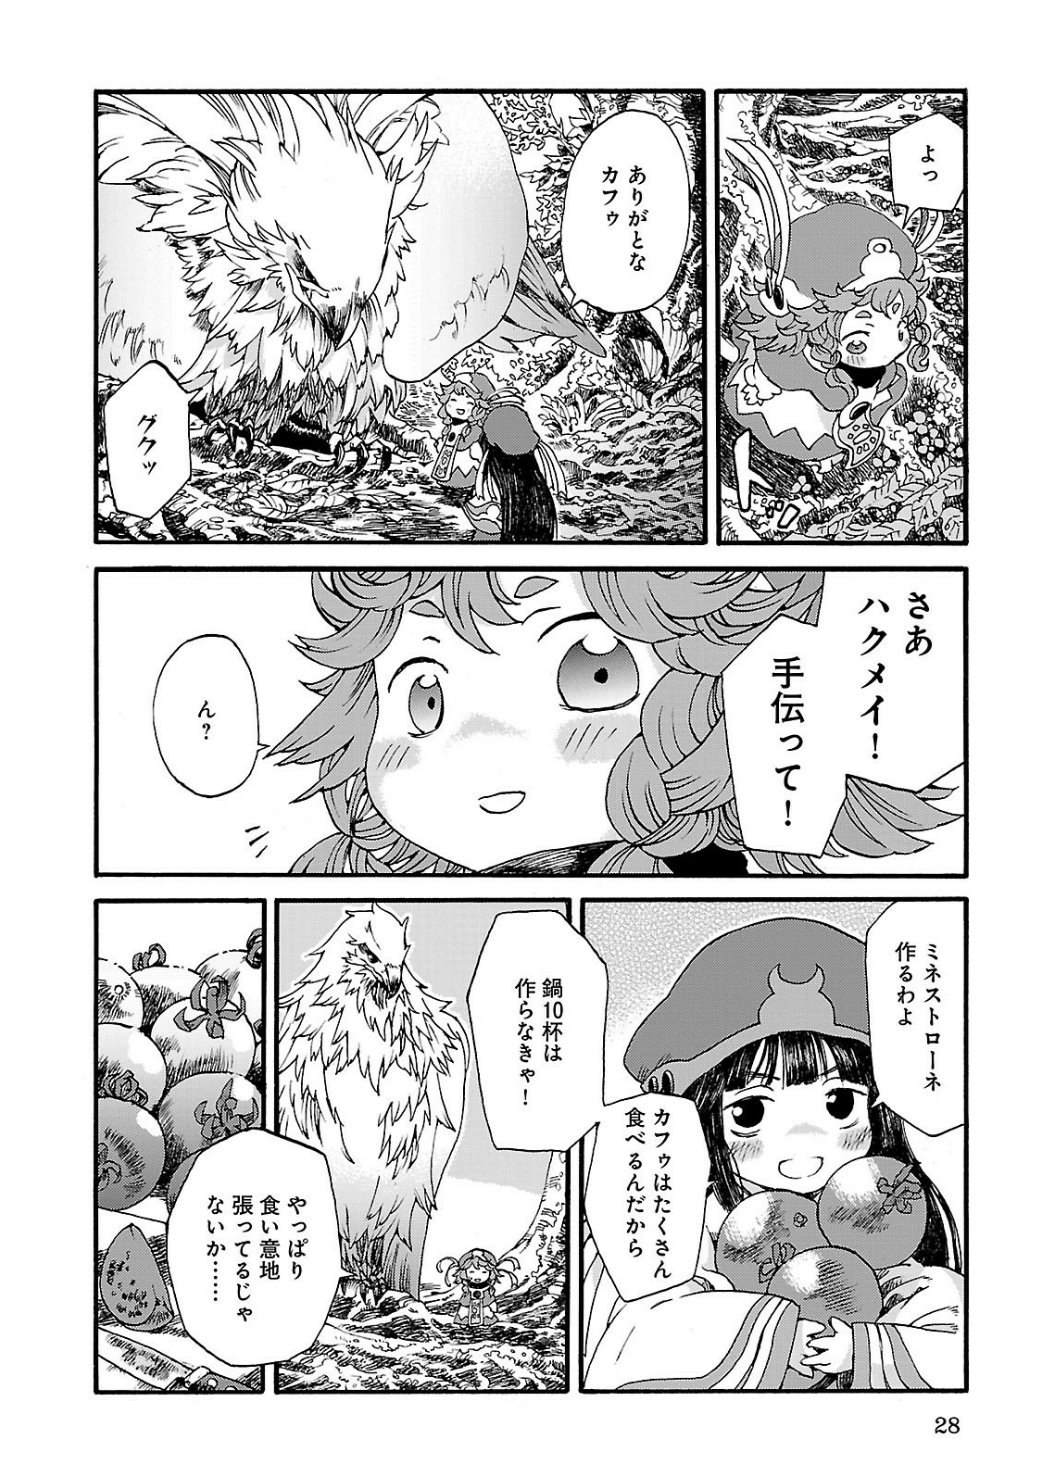 よっ
トッ
ありがとな
カフゥ
グクッ
さあ
ハクメイ!
手伝って!
ん?
ミネストローネ
作るわよ
カフゥはたくさん
食べるんだから
鍋10杯は
作らなきゃ!
やっぱり
食い意地
張ってるじゃ
ないか……
28